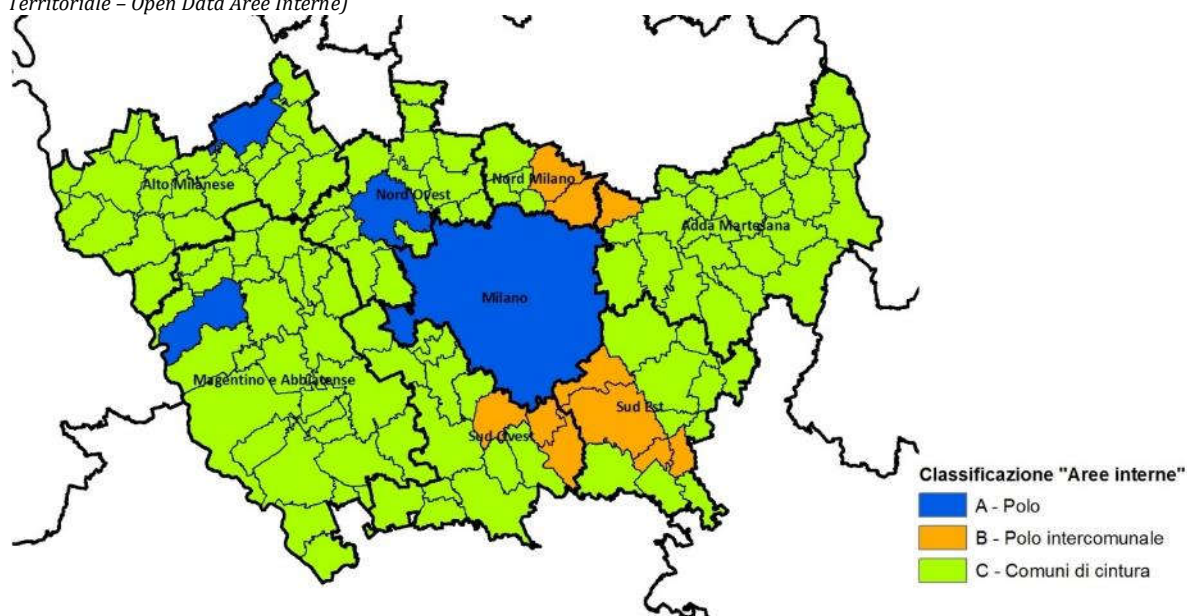 Territoriale – Open Data Aree Interne)
Alto Milanese
Nord Ovest
Nord Milano
Adda Martesana
Milano
Magentino e Abbiatense
Sud Est
Sud Ovest
Classificazione "Aree interne"
A - Polo
B - Polo intercomunale
C - Comuni di cintura